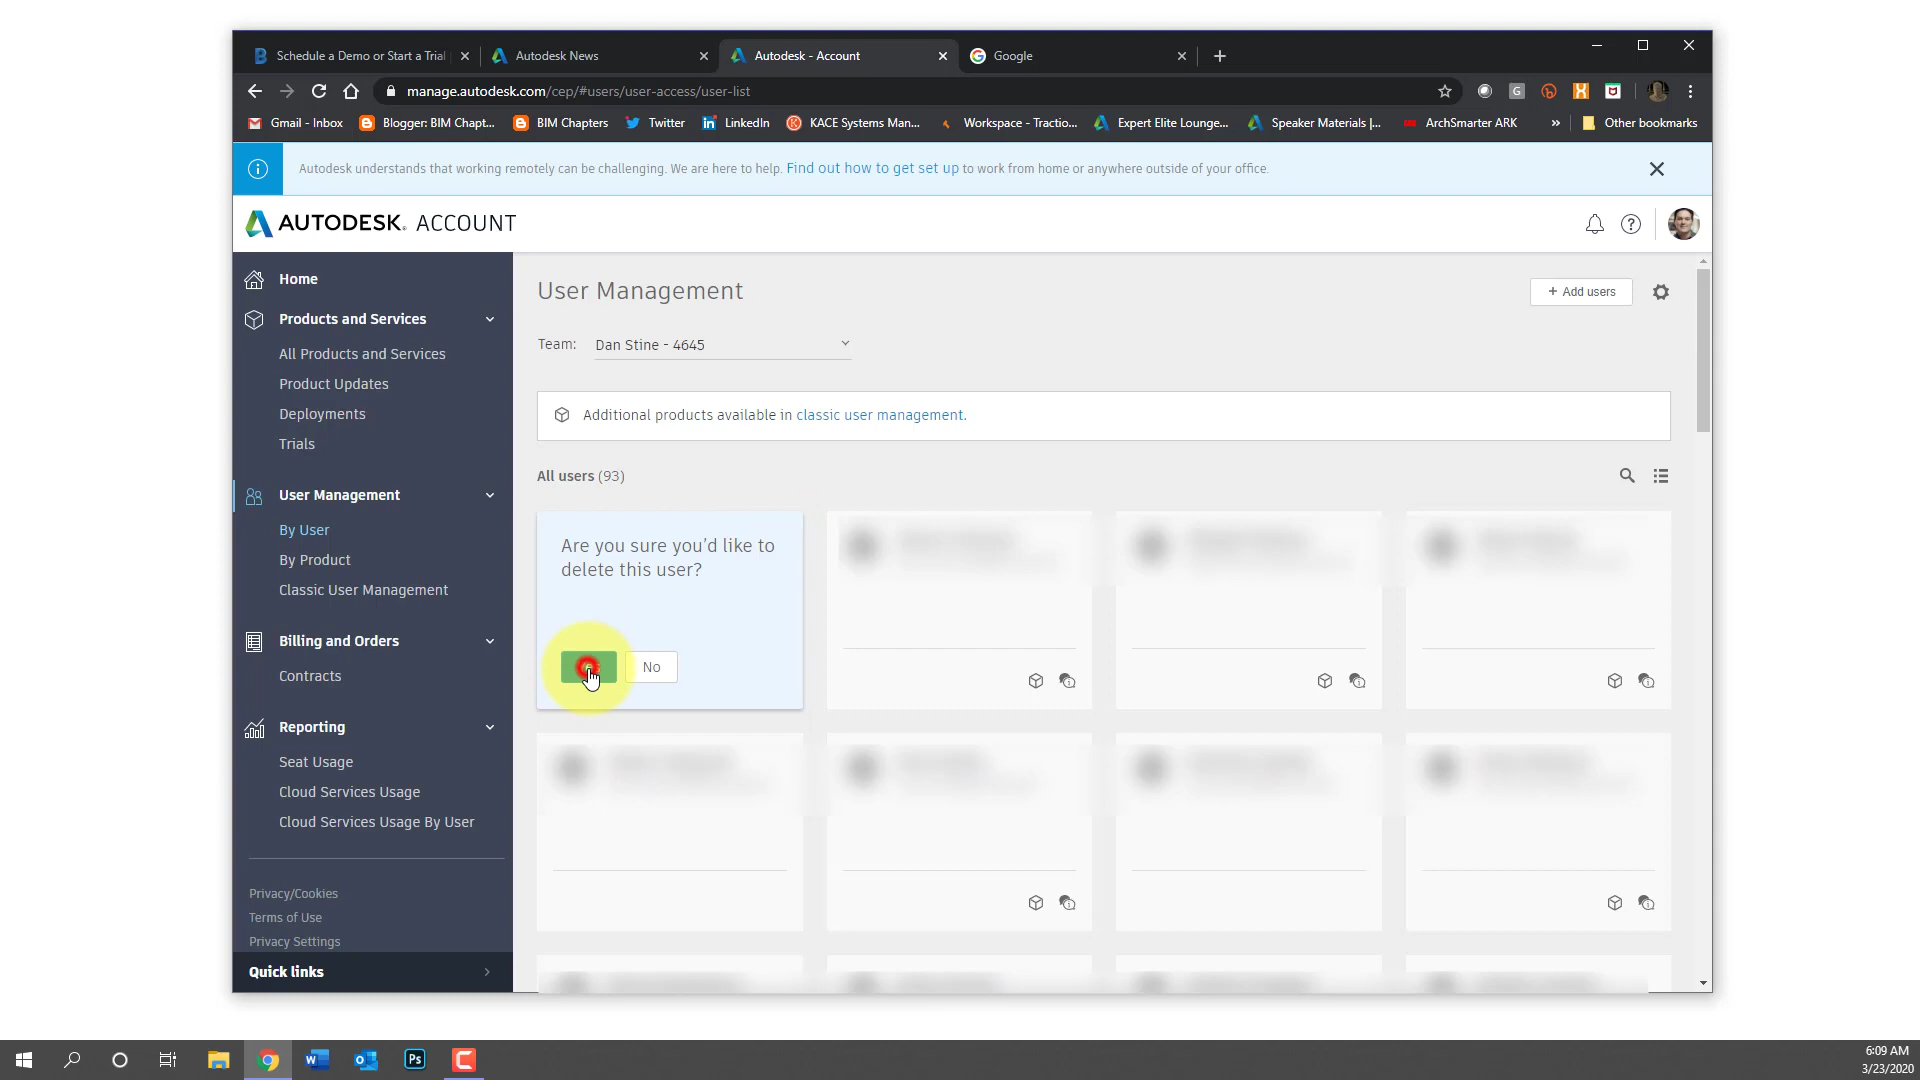 Schedule a Demo or Start a Trial
Autodesk News
Autodesk - Account
Google
manage.autodesk.com/cep/#users/user-access/user-list
Gmail - Inbox
Blogger: BIM Chapt...
BIM Chapters
Twitter
LinkedIn
KACE Systems Man...
Workspace - Tractio...
Expert Elite Lounge...
Speaker Materials |...
ArchSmarter ARK
»
Other bookmarks
Autodesk understands that working remotely can be challenging. We are here to help. Find out how to get set up to work from home or anywhere outside of your office.
AUTODESK. ACCOUNT
Home
Products and Services
All Products and Services
Product Updates
Deployments
Trials
User Management
By User
By Product
Classic User Management
Billing and Orders
Contracts
Reporting
Seat Usage
Cloud Services Usage
Cloud Services Usage By User
Privacy/Cookies
Terms of Use
Privacy Settings
Quick links
User Management
+ Add users
Team: Dan Stine - 4645
Additional products available in classic user management.
All users (93)
Are you sure you'd like to
delete this user?
No
Ps
6:09 AM
3/23/2020